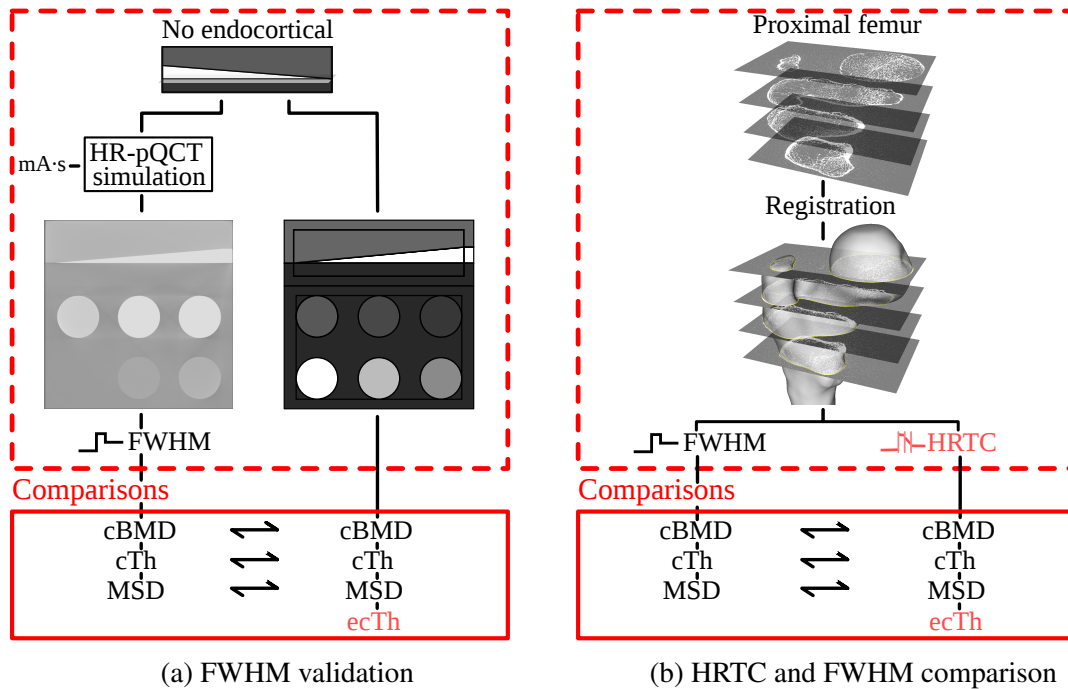 No endocortical
mA·s
HR-pQCT
simulation
FWHM
Comparisons
cBMD cBMD
cTh cTh
MSD MSD
ecTh
(a) FWHM validation
Proximal femur
Registration
FWHM HRTC
Comparisons
cBMD cBMD
cTh cTh
MSD MSD
ecTh
(b) HRTC and FWHM comparison